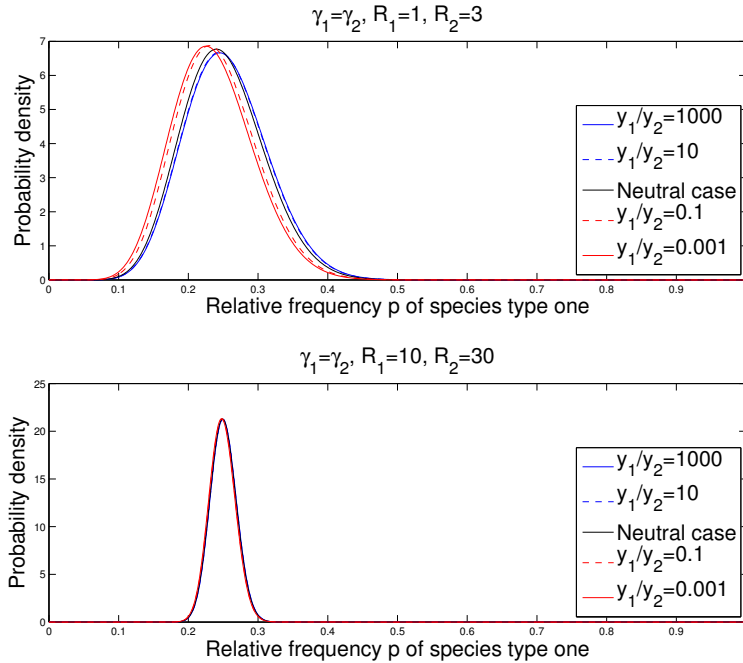 γ₁=γ₂, R₁=1, R₂=3
Probability density
7
6
5
4
3
2
1
0
0 0.1 0.2 0.3 0.4 0.5 0.6 0.7 0.8 0.9
Relative frequency p of species type one
y₁/y₂=1000
y₁/y₂=10
Neutral case
y₁/y₂=0.1
y₁/y₂=0.001
γ₁=γ₂, R₁=10, R₂=30
Probability density
25
20
15
10
5
0
0 0.1 0.2 0.3 0.4 0.5 0.6 0.7 0.8 0.9
Relative frequency p of species type one
y₁/y₂=1000
y₁/y₂=10
Neutral case
y₁/y₂=0.1
y₁/y₂=0.001